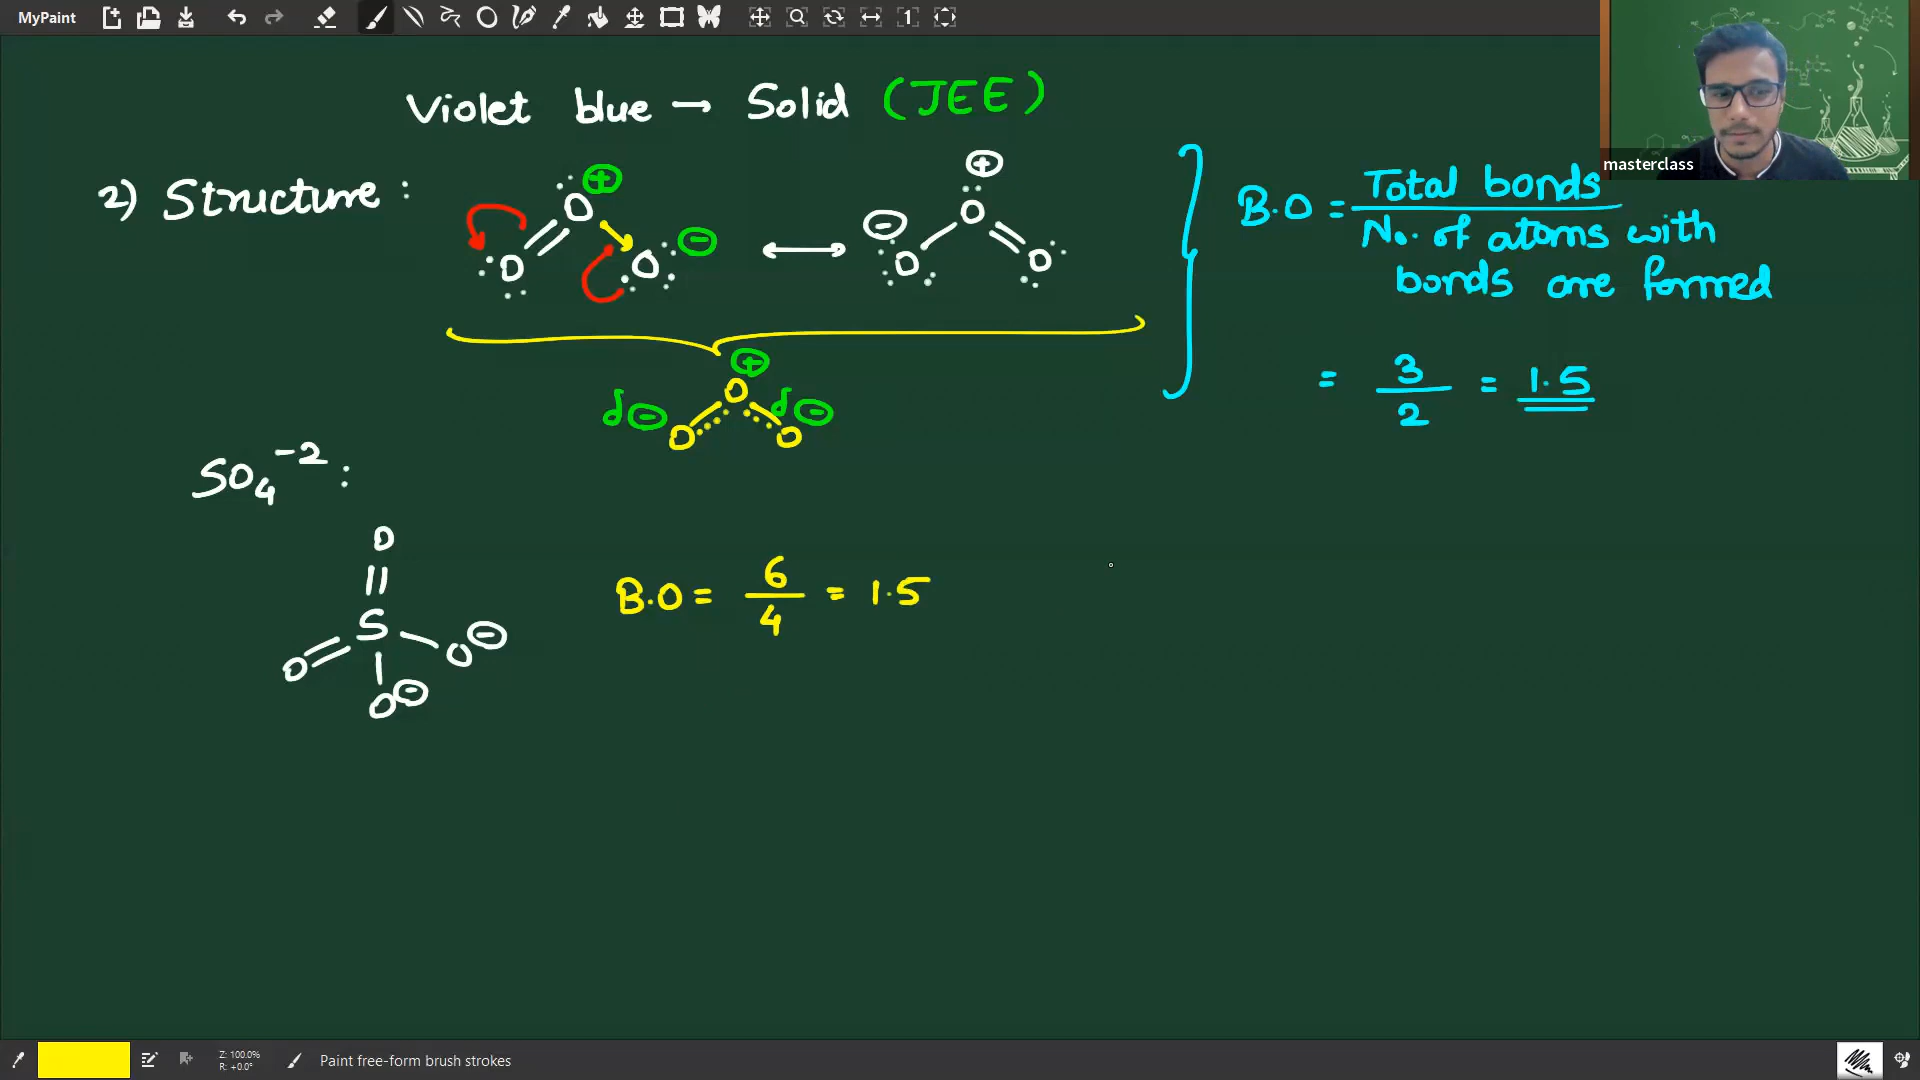 MyPaint
Violet blue → Solid (JEE)
masterclass
2) Structure :
O ⊕
O
O ⊖
⟷
⊕
O
⊖
O
O
B.O = Total bonds
No. of atoms with
bonds are formed
= 3/2 = 1.5
⊕
O
δ⊖ O
δ⊖ O
SO₄⁻² :
O
S
O
O ⊖
O ⊖
B.O = 6/4 = 1.5
Z: 100.0%
R: +0.0°
Paint free-form brush strokes